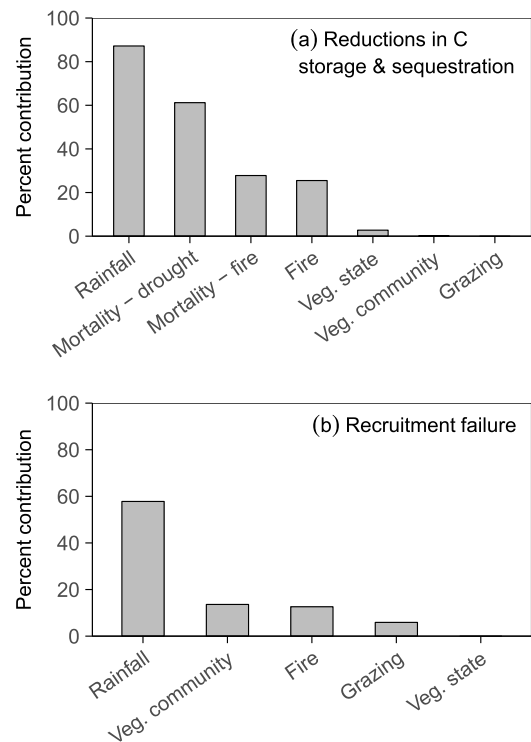 (a) Reductions in C
storage & sequestration
Percent contribution
100
80
60
40
20
0
Rainfall
Mortality − drought
Mortality − fire
Fire
Veg. state
Veg. community
Grazing
(b) Recruitment failure
Percent contribution
100
80
60
40
20
0
Rainfall
Veg. community
Fire
Grazing
Veg. state